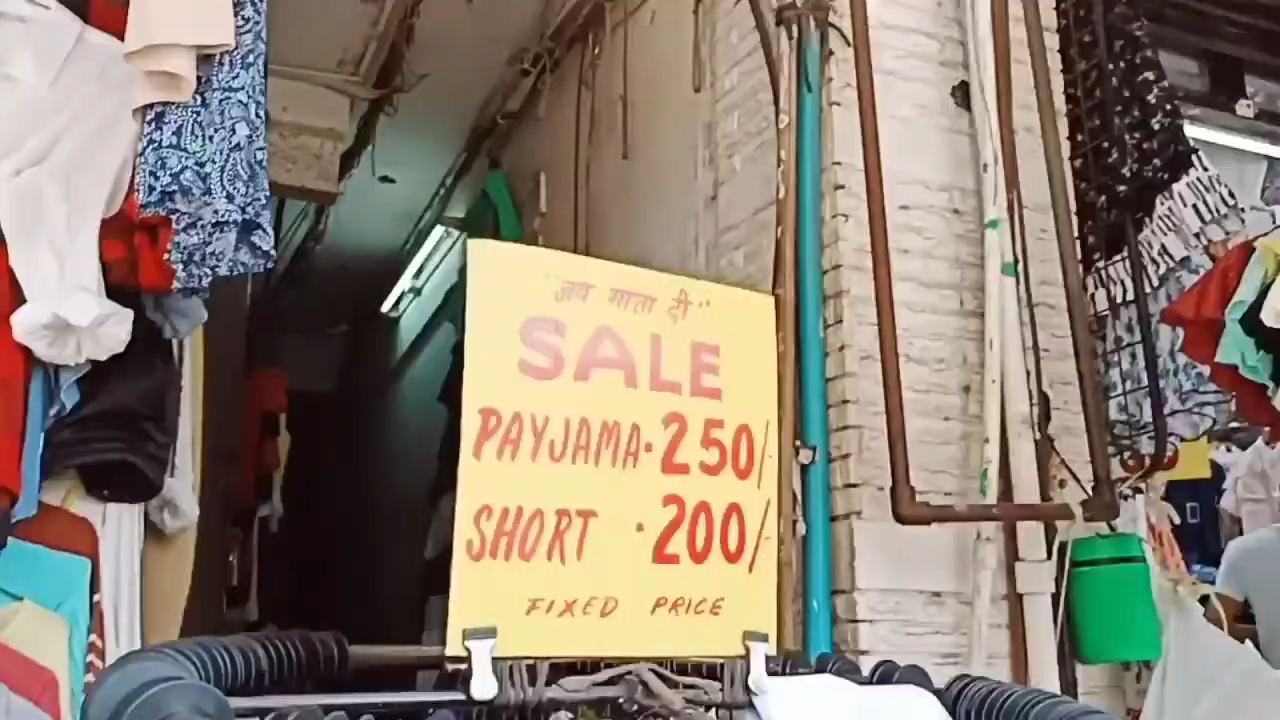 "जय माता दी"
SALE
PAYJAMA·250/-
SHORT ·200/-
FIXED PRICE